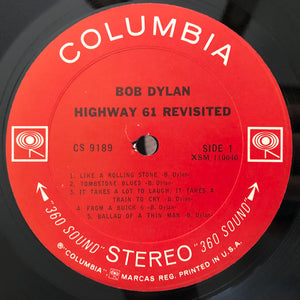 COLUMBIA
BOB DYLAN
HIGHWAY 61 REVISITED
CS 9189
SIDE 1
XSM 110040
1. LIKE A ROLLING STONE -B. Dylan-
2. TOMBSTONE BLUES -B. Dylan-
3. IT TAKES A LOT TO LAUGH, IT TAKES A
TRAIN TO CRY -B. Dylan-
4. FROM A BUICK 6 -B. Dylan-
5. BALLAD OF A THIN MAN -B. Dylan-
"360 SOUND" STEREO "360 SOUND"
® "COLUMBIA", MARCAS REG. PRINTED IN U.S.A.